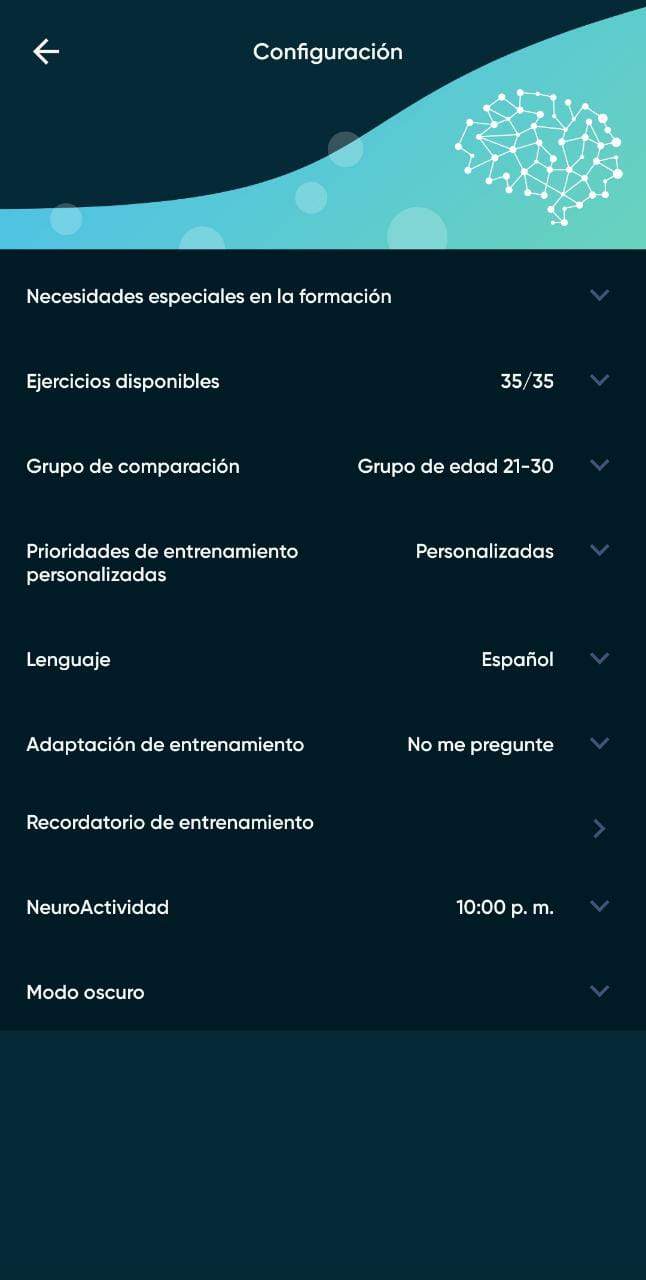 Configuración
Necesidades especiales en la formación
Ejercicios disponibles 35/35
Grupo de comparación Grupo de edad 21-30
Prioridades de entrenamiento Personalizadas
personalizadas
Lenguaje Español
Adaptación de entrenamiento No me pregunte
Recordatorio de entrenamiento
NeuroActividad 10:00 p. m.
Modo oscuro